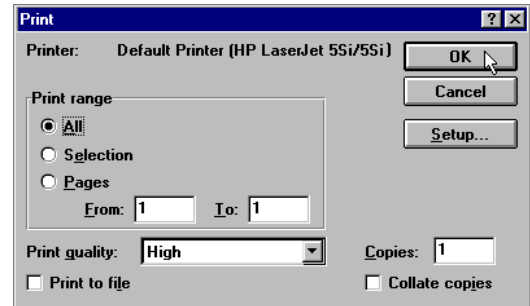 Print
Printer: Default Printer (HP LaserJet 5Si/5Si)
OK
Cancel
Setup...
Print range
All
Selection
Pages
From: 1 To: 1
Print quality: High
Copies: 1
Print to file
Collate copies